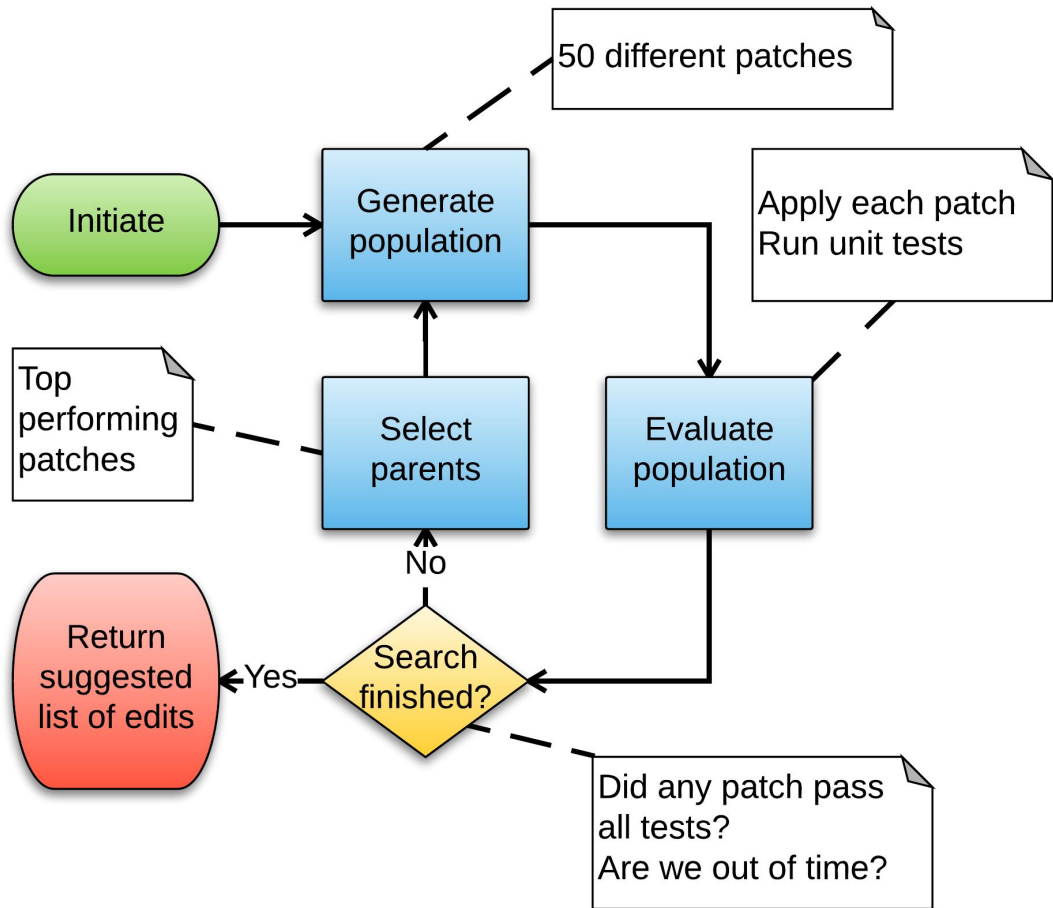 50 different patches
Initiate
Generate
population
Apply each patch
Run unit tests
Top
performing
patches
Select
parents
Evaluate
population
No
Return
suggested
list of edits
Yes
Search
finished?
Did any patch pass
all tests?
Are we out of time?